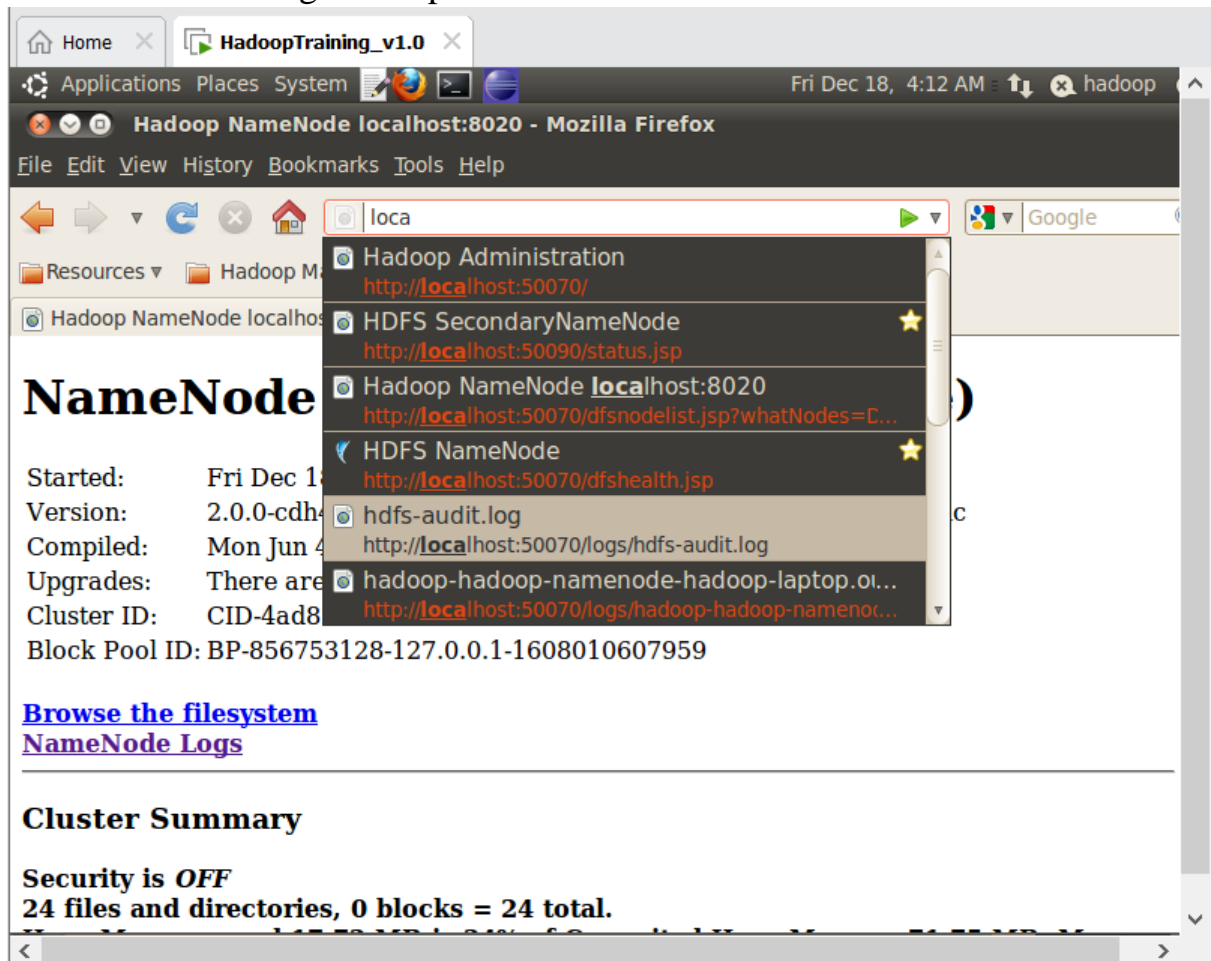 Home
HadoopTraining_v1.0
Applications Places System Fri Dec 18, 4:12 AM hadoop
Hadoop NameNode localhost:8020 - Mozilla Firefox
File Edit View History Bookmarks Tools Help
loca Google
Resources Hadoop
Hadoop NameNode
Hadoop Administration
http://localhost:50070/
HDFS SecondaryNameNode
http://localhost:50090/status.jsp
Hadoop NameNode localhost:8020
http://localhost:50070/dfsnodelist.jsp?whatNodes=D...
HDFS NameNode
http://localhost:50070/dfshealth.jsp
hdfs-audit.log
http://localhost:50070/logs/hdfs-audit.log
hadoop-hadoop-namenode-hadoop-laptop.ou...
http://localhost:50070/logs/hadoop-hadoop-namenoc...
NameNode )
Started: Fri Dec
Version: 2.0.0-cdh4
Compiled: Mon Jun 4
Upgrades: There are
Cluster ID: CID-4ad8
Block Pool ID: BP-856753128-127.0.0.1-1608010607959
Browse the filesystem
NameNode Logs
Cluster Summary
Security is OFF
24 files and directories, 0 blocks = 24 total.